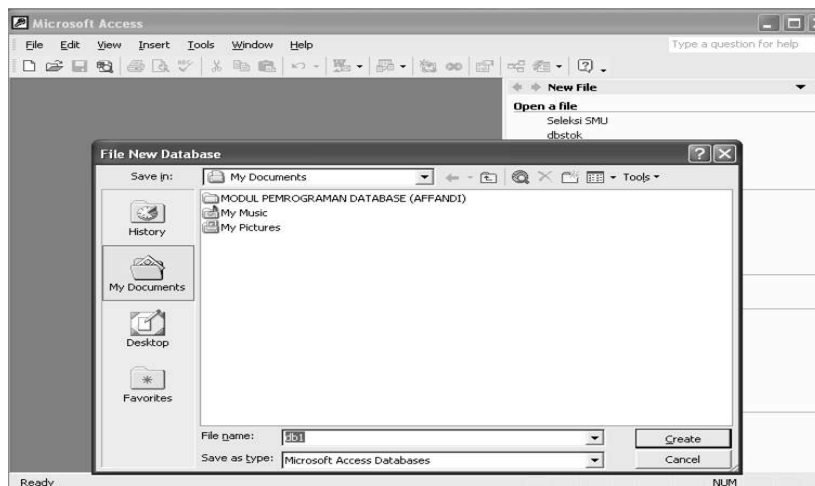 Microsoft Access
File Edit View Insert Tools Window Help
Type a question for help
New File
Open a file
Seleksi SMU
dbstok
File New Database
Save in: My Documents Tools
MODUL PEMROGRAMAN DATABASE (AFFANDI)
My Music
My Pictures
History
My Documents
Desktop
Favorites
File name: db1 Create
Save as type: Microsoft Access Databases Cancel
Ready NUM